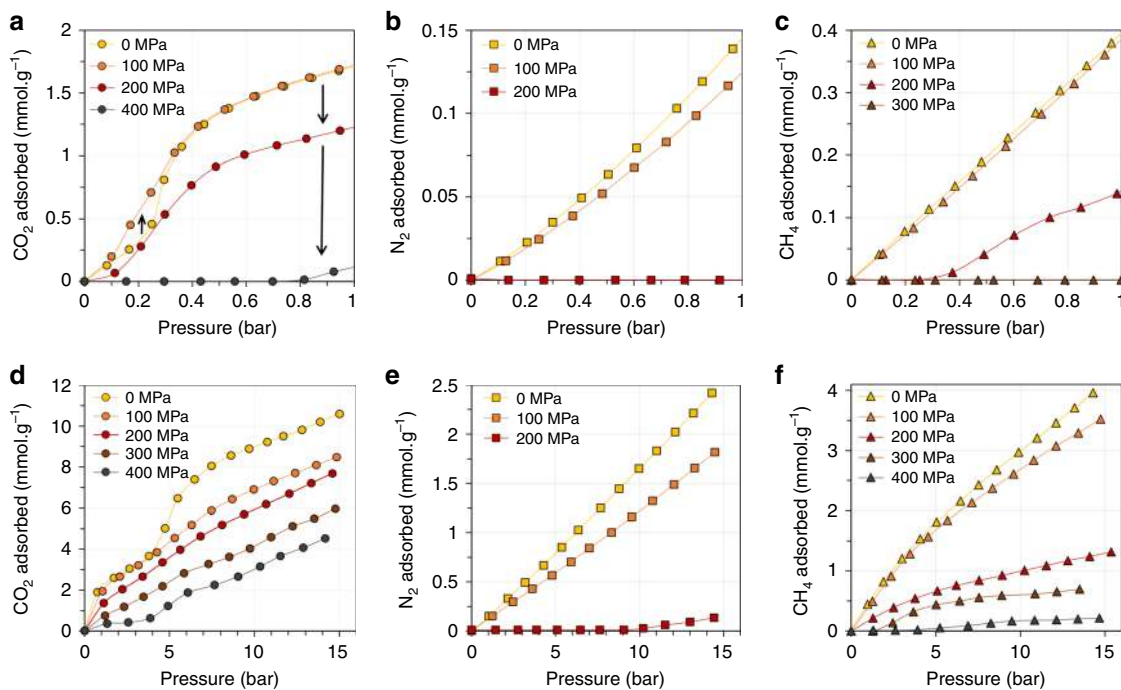 a
CO₂ adsorbed (mmol.g⁻¹)
2
1.5
1
0.5
0
0 MPa
100 MPa
200 MPa
400 MPa
0 0.2 0.4 0.6 0.8 1
Pressure (bar)
b
N₂ adsorbed (mmol.g⁻¹)
0.15
0.1
0.05
0
0 MPa
100 MPa
200 MPa
0 0.2 0.4 0.6 0.8 1
Pressure (bar)
c
CH₄ adsorbed (mmol.g⁻¹)
0.4
0.3
0.2
0.1
0
0 MPa
100 MPa
200 MPa
300 MPa
0 0.2 0.4 0.6 0.8 1
Pressure (bar)
d
CO₂ adsorbed (mmol.g⁻¹)
12
10
8
6
4
2
0
0 MPa
100 MPa
200 MPa
300 MPa
400 MPa
0 5 10 15
Pressure (bar)
e
N₂ adsorbed (mmol.g⁻¹)
2.5
2
1.5
1
0.5
0
0 MPa
100 MPa
200 MPa
0 5 10 15
Pressure (bar)
f
CH₄ adsorbed (mmol.g⁻¹)
4
3
2
1
0
0 MPa
100 MPa
200 MPa
300 MPa
400 MPa
0 5 10 15
Pressure (bar)